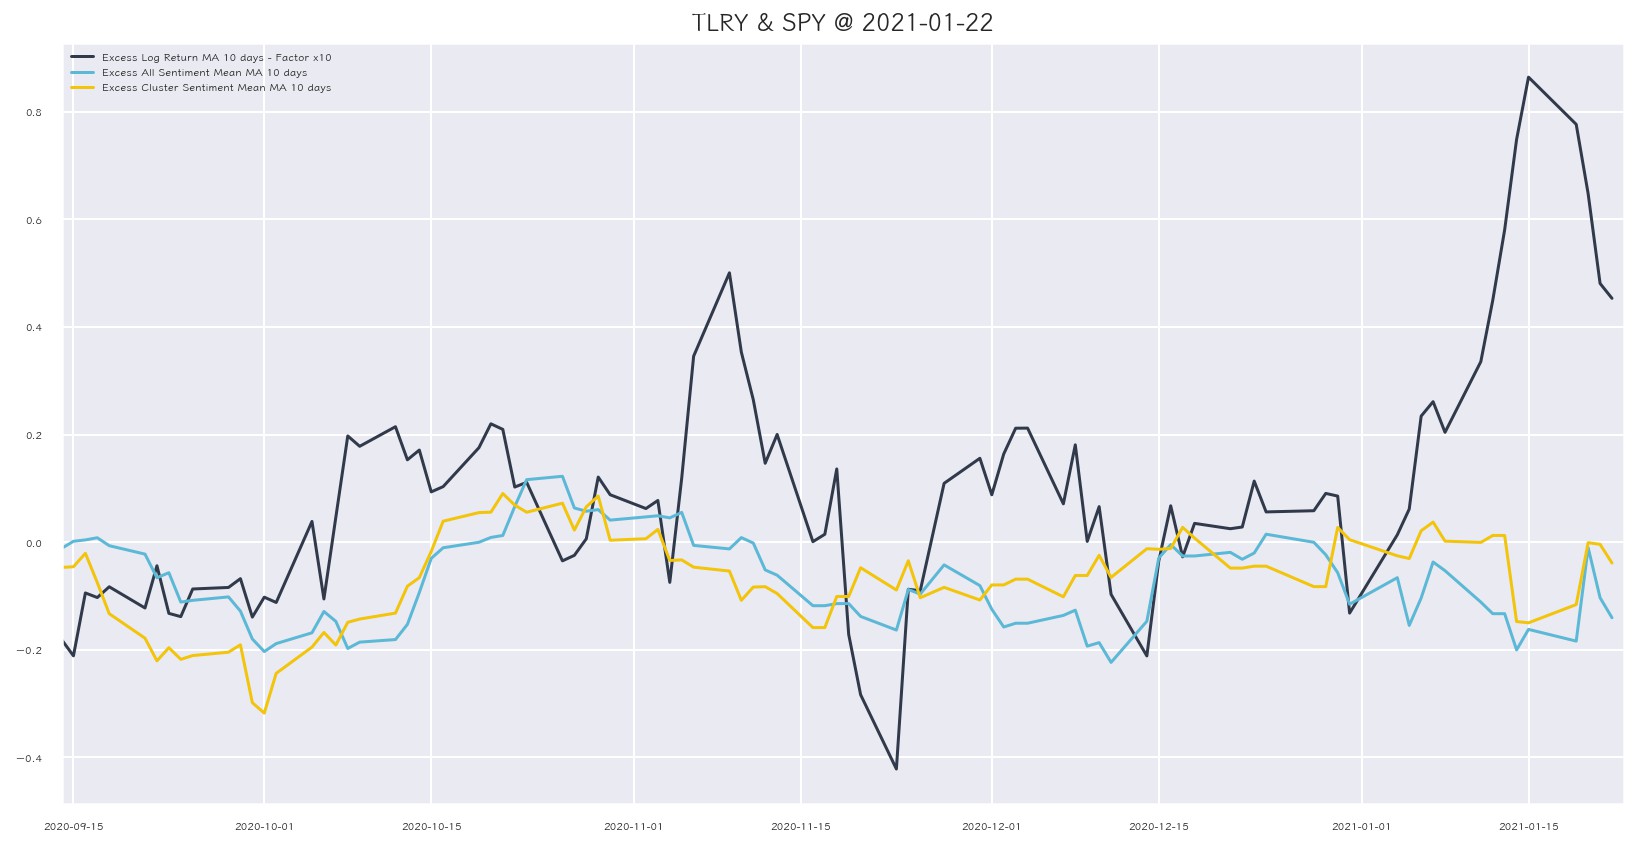 TLRY & SPY @ 2021-01-22
Excess Log Return MA 10 days - Factor x10
Excess All Sentiment Mean MA 10 days
Excess Cluster Sentiment Mean MA 10 days
0.8
0.6
0.4
0.2
0.0
−0.2
−0.4
2020-09-15 2020-10-01 2020-10-15 2020-11-01 2020-11-15 2020-12-01 2020-12-15 2021-01-01 2021-01-15